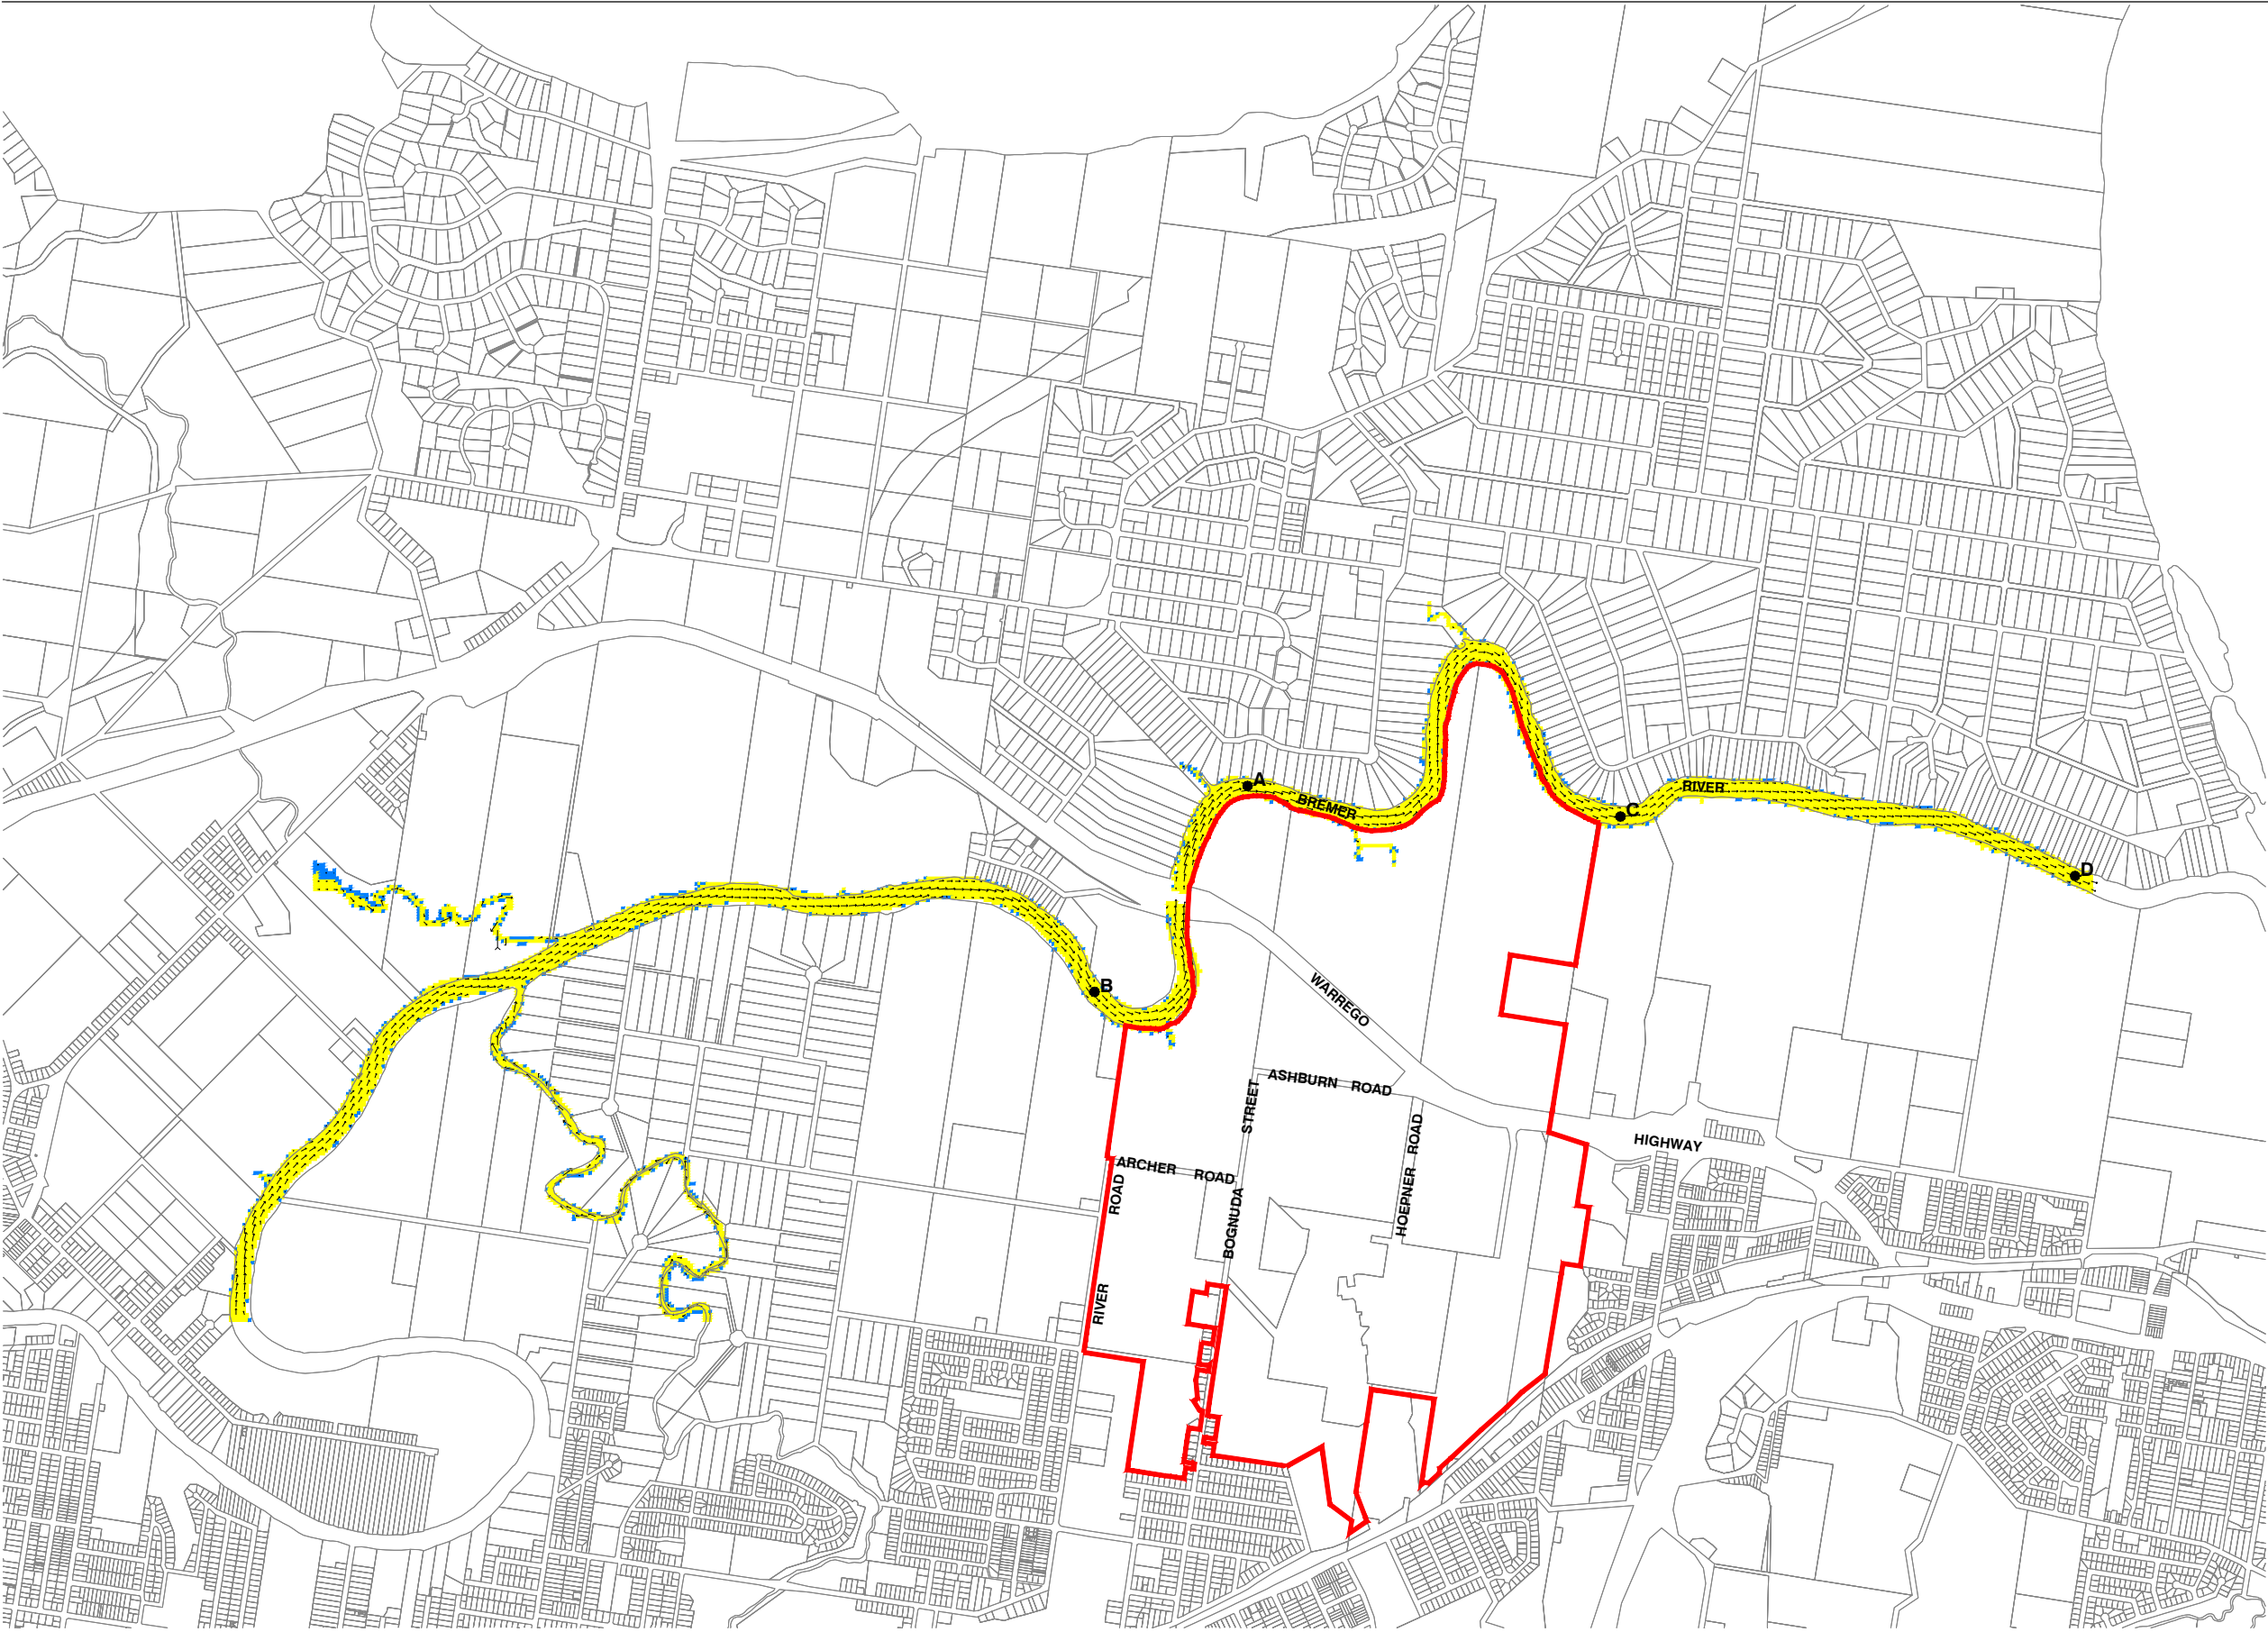 A
BREMER
C
RIVER
D
B
WARREGO
ASHBURN ROAD
STREET
HIGHWAY
ARCHER ROAD
ROAD
HOEPNER ROAD
BOGNUDA
RIVER